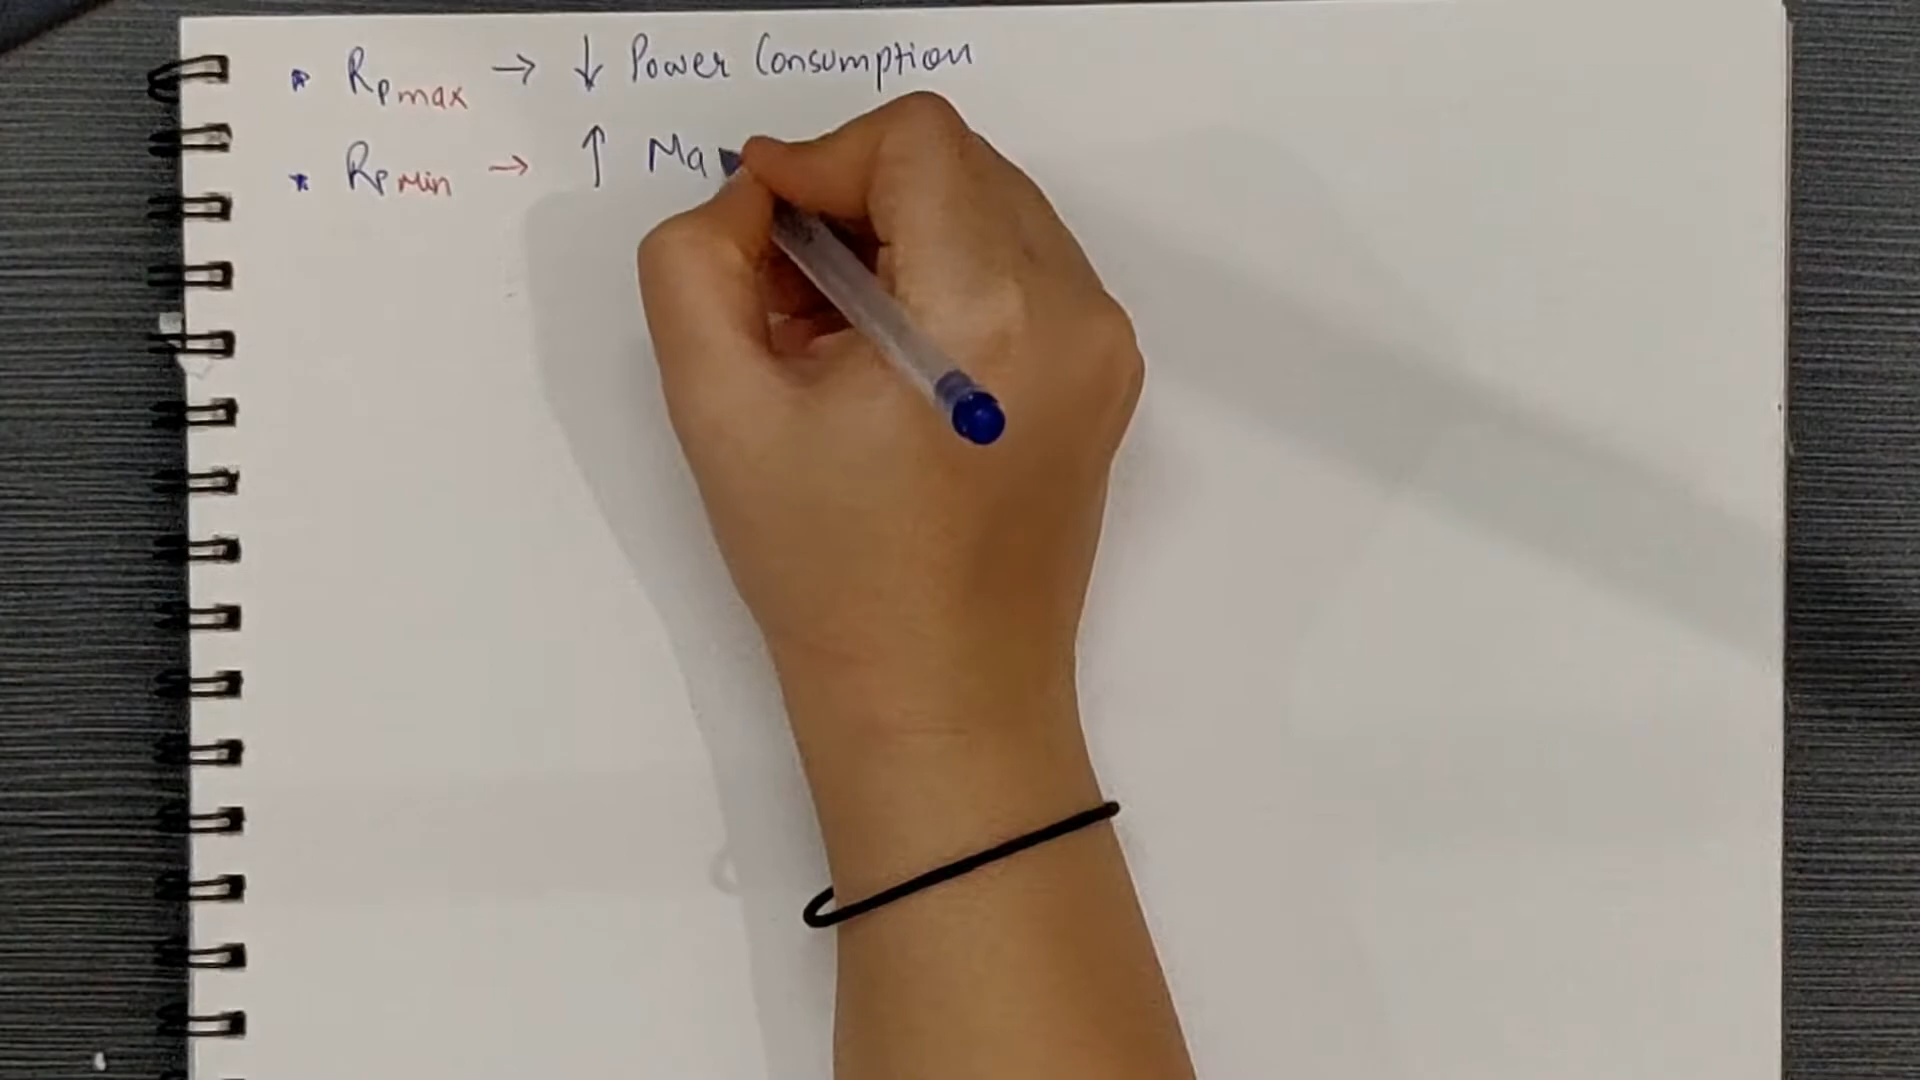 * Rpmax → ↓ Power Consumption
* RpMin → ↑ Ma